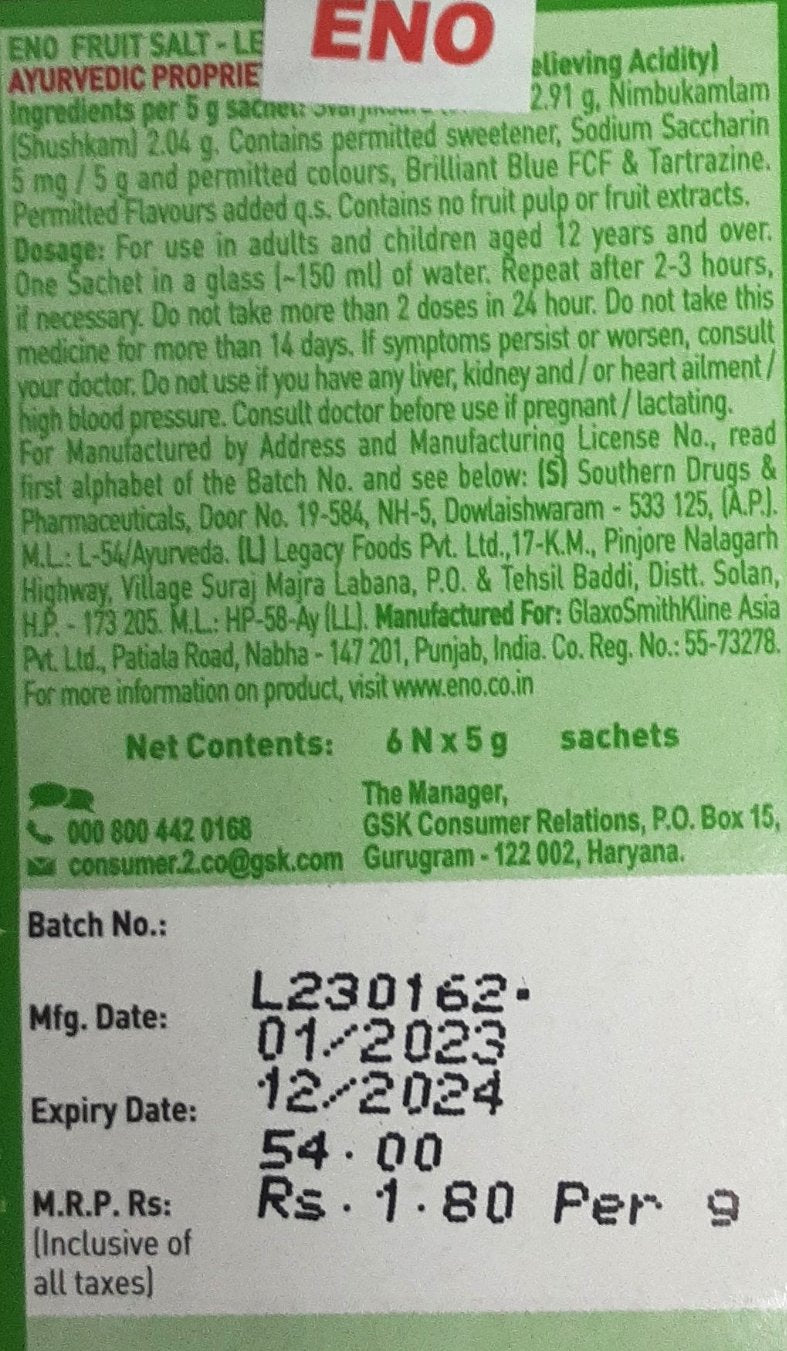 ENO
ENO FRUIT SALT - LE
AYURVEDIC PROPRIE elieving Acidity)
Ingredients per 5 g sachet: 2.91 g, Nimbukamlam
(Shushkam) 2.04 g. Contains permitted sweetener, Sodium Saccharin
5 mg / 5 g and permitted colours, Brilliant Blue FCF & Tartrazine.
Permitted Flavours added q.s. Contains no fruit pulp or fruit extracts.
Dosage: For use in adults and children aged 12 years and over.
One Sachet in a glass (~150 ml) of water. Repeat after 2-3 hours,
if necessary. Do not take more than 2 doses in 24 hour. Do not take this
medicine for more than 14 days. If symptoms persist or worsen, consult
your doctor. Do not use if you have any liver, kidney and / or heart ailment /
high blood pressure. Consult doctor before use if pregnant / lactating.
For Manufactured by Address and Manufacturing License No., read
first alphabet of the Batch No. and see below: (S) Southern Drugs &
Pharmaceuticals, Door No. 19-584, NH-5, Dowlaishwaram - 533 125, (A.P.).
M.L.: L-54/Ayurveda. (L) Legacy Foods Pvt. Ltd.,17-K.M., Pinjore Nalagarh
Highway, Village Suraj Majra Labana, P.O. & Tehsil Baddi, Distt. Solan,
H.P. - 173 205. M.L.: HP-58-Ay (LL). Manufactured For: GlaxoSmithKline Asia
Pvt. Ltd., Patiala Road, Nabha - 147 201, Punjab, India. Co. Reg. No.: 55-73278.
For more information on product, visit www.eno.co.in
Net Contents: 6 N x 5 g sachets
The Manager,
000 800 442 0168 GSK Consumer Relations, P.O. Box 15,
consumer.2.co@gsk.com Gurugram - 122 002, Haryana.
Batch No.:
L230162.
Mfg. Date: 01/2023
Expiry Date: 12/2024
54.00
M.R.P. Rs: Rs.1.80 Per g
(Inclusive of
all taxes)